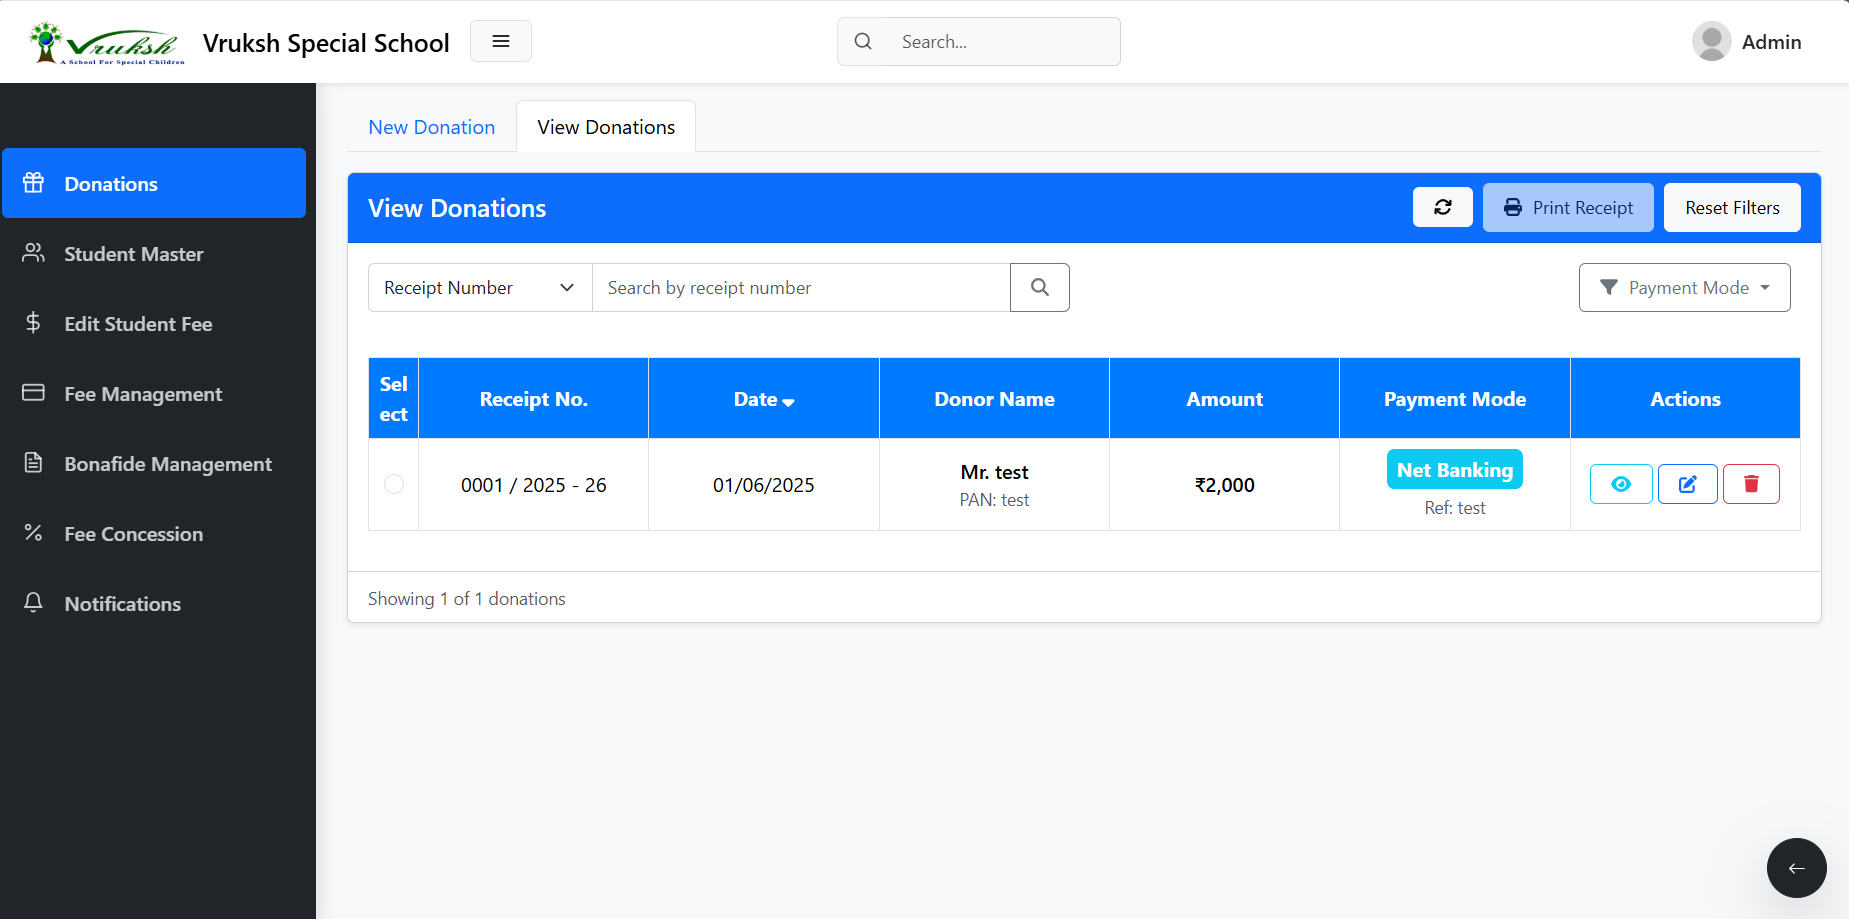 Vruksh
A School For Special Children
Vruksh Special School
Search...
Admin
New Donation
View Donations
Donations
Student Master
Edit Student Fee
Fee Management
Bonafide Management
Fee Concession
Notifications
View Donations
Print Receipt
Reset Filters
Receipt Number
Search by receipt number
Payment Mode
Sel
ect
Receipt No.
Date
Donor Name
Amount
Payment Mode
Actions
0001 / 2025 - 26
01/06/2025
Mr. test
PAN: test
₹2,000
Net Banking
Ref: test
Showing 1 of 1 donations